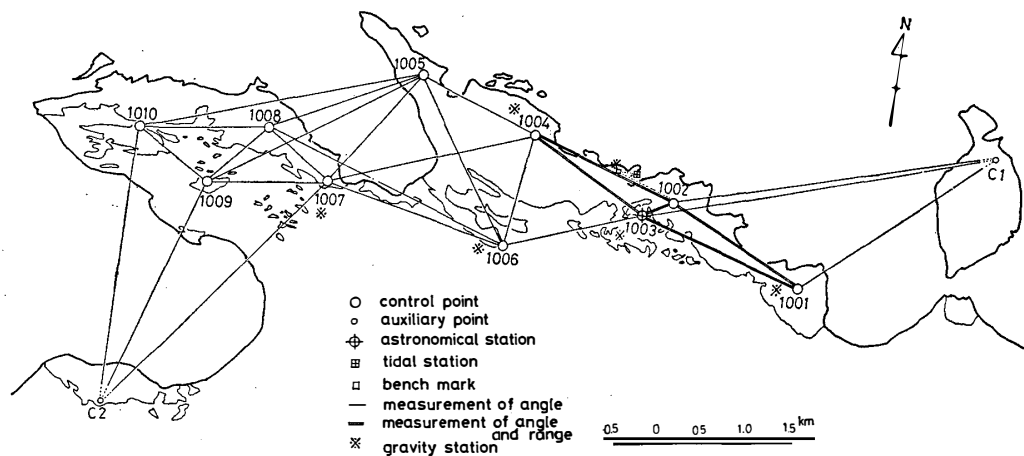 N
1005
1004
1010
1008
C1
1002
1009
1007
1003
1006
1001
control point
auxiliary point
astronomical station
tidal station
bench mark
measurement of angle
measurement of angle
and range
gravity station
C2
0.5 0 0.5 1.0 1.5 km